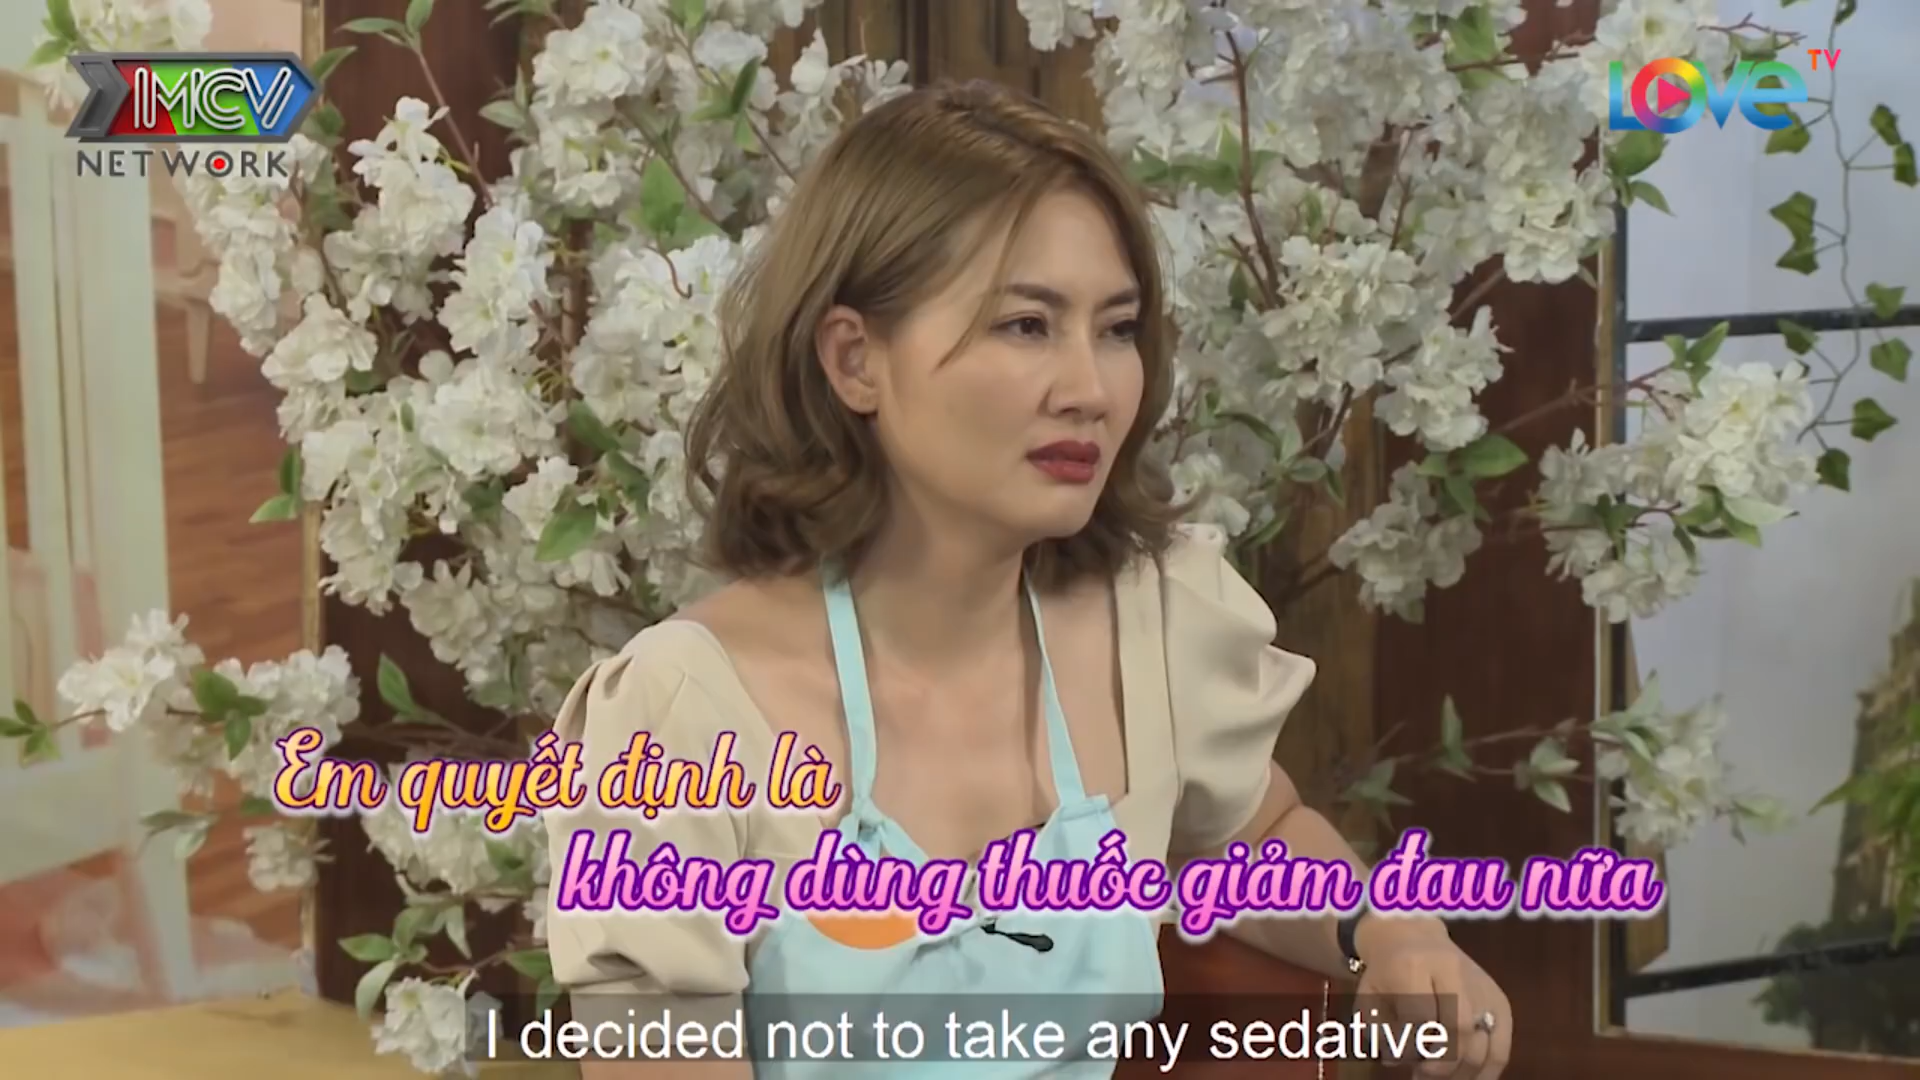 MCV
NETWORK
LOVE TV
Em quyết định là
không dùng thuốc giảm đau nữa
I decided not to take any sedative